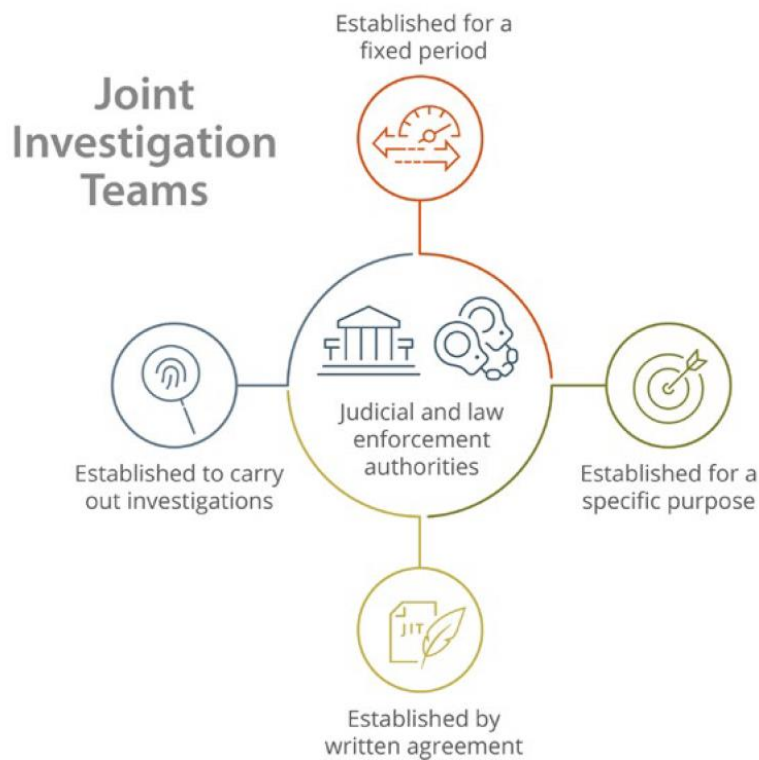 Joint
Investigation
Teams
Established for a
fixed period
Judicial and law
enforcement
authorities
Established to carry
out investigations
Established for a
specific purpose
JIT
Established by
written agreement